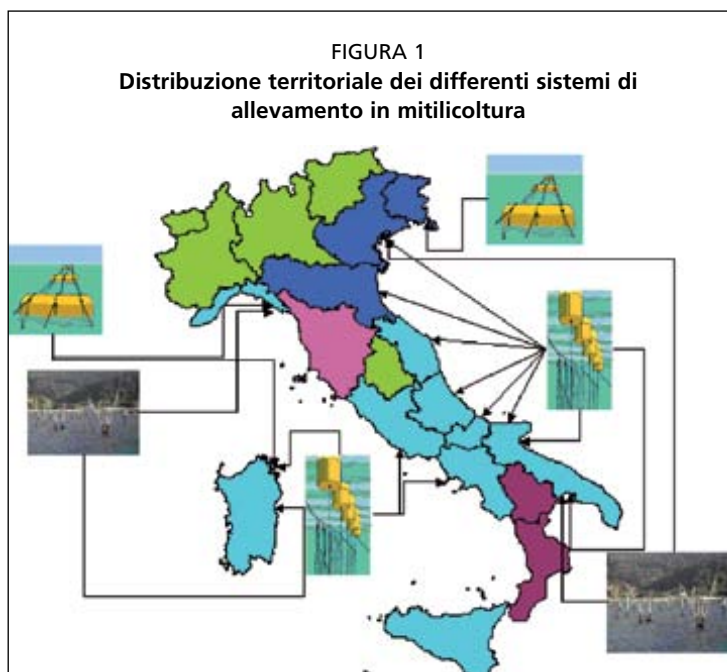 FIGURA 1
Distribuzione territoriale dei differenti sistemi di
allevamento in mitilicoltura